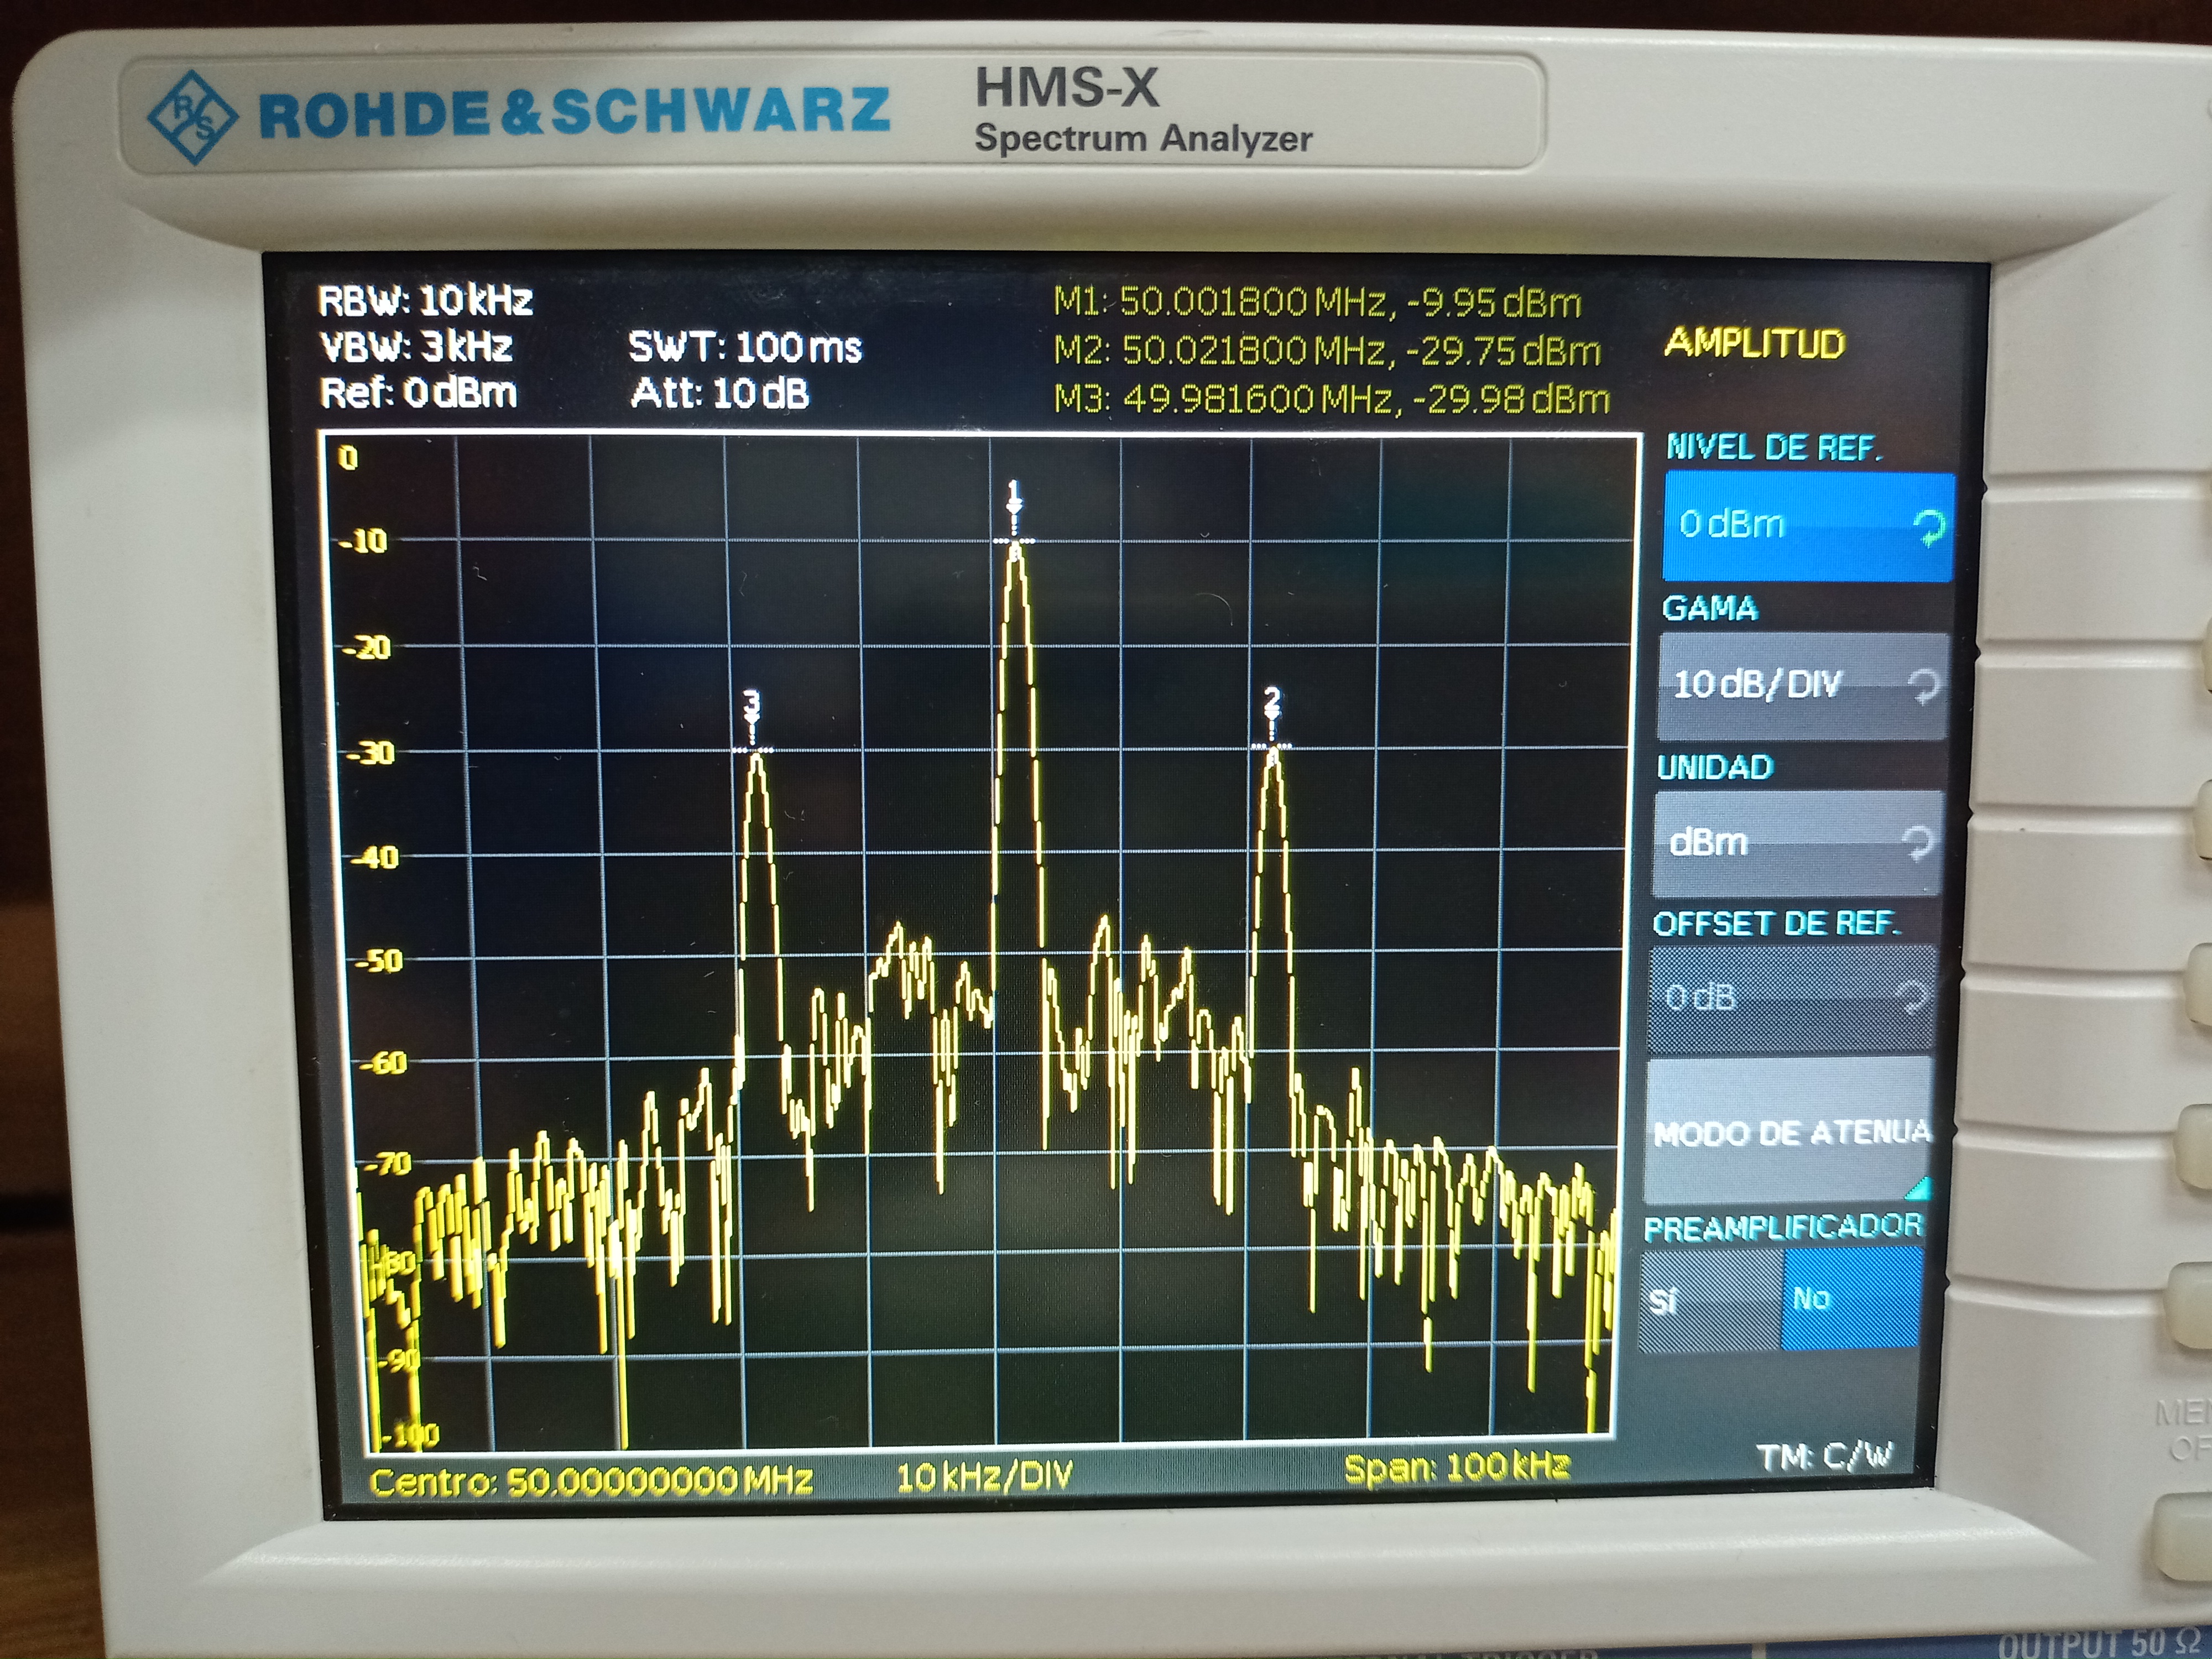 ROHDE & SCHWARZ
HMS-X
Spectrum Analyzer
RBW: 10 kHz
VBW: 3 kHz
SWT: 100 ms
Ref: 0 dBm
Att: 10 dB
M1: 50.001800 MHz, -9.95 dBm
M2: 50.021800 MHz, -29.75 dBm
M3: 49.981600 MHz, -29.98 dBm
AMPLITUD
NIVEL DE REF.
0 dBm
GAMA
10 dB/DIV
UNIDAD
dBm
OFFSET DE REF.
0 dB
MODO DE ATENUA
PREAMPLIFICADOR
Sí
No
TM: C/W
0
-10
-20
-30
-40
-50
-60
-70
-80
-90
-100
1
3
2
Centro: 50.00000000 MHz
10 kHz/DIV
Span: 100 kHz
OUTPUT 50 Ω